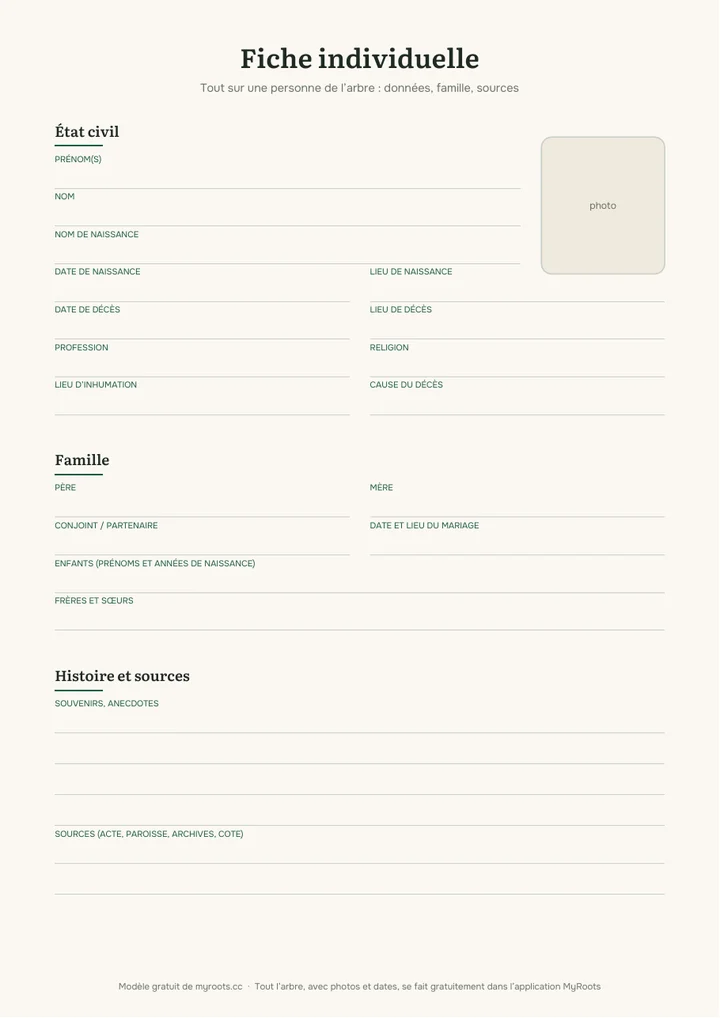 Fiche individuelle
Tout sur une personne de l'arbre : données, famille, sources
État civil
PRÉNOM(S)
photo
NOM
NOM DE NAISSANCE
DATE DE NAISSANCE
LIEU DE NAISSANCE
DATE DE DÉCÈS
LIEU DE DÉCÈS
PROFESSION
RELIGION
LIEU D'INHUMATION
CAUSE DU DÉCÈS
Famille
PÈRE
MÈRE
CONJOINT / PARTENAIRE
DATE ET LIEU DU MARIAGE
ENFANTS (PRÉNOMS ET ANNÉES DE NAISSANCE)
FRÈRES ET SŒURS
Histoire et sources
SOUVENIRS, ANECDOTES
SOURCES (ACTE, PAROISSE, ARCHIVES, COTE)
Modèle gratuit de myroots.cc · Tout l'arbre, avec photos et dates, se fait gratuitement dans l'application MyRoots